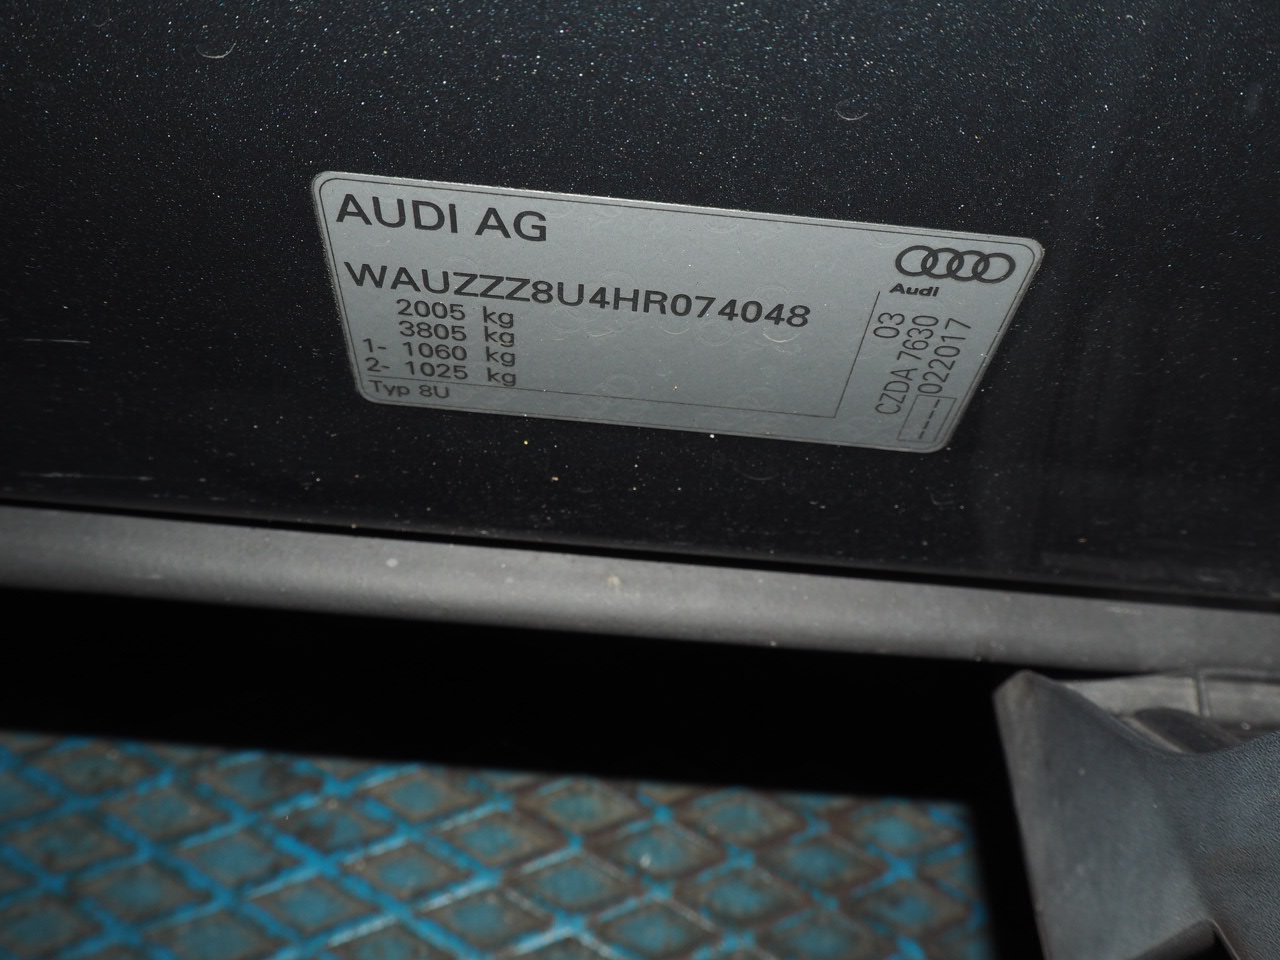 AUDI AG
WAUZZZ8U4HR074048
2005 kg
3805 kg
1- 1060 kg
2- 1025 kg
Typ 8U
Audi
03
CZDA 7630
----022017